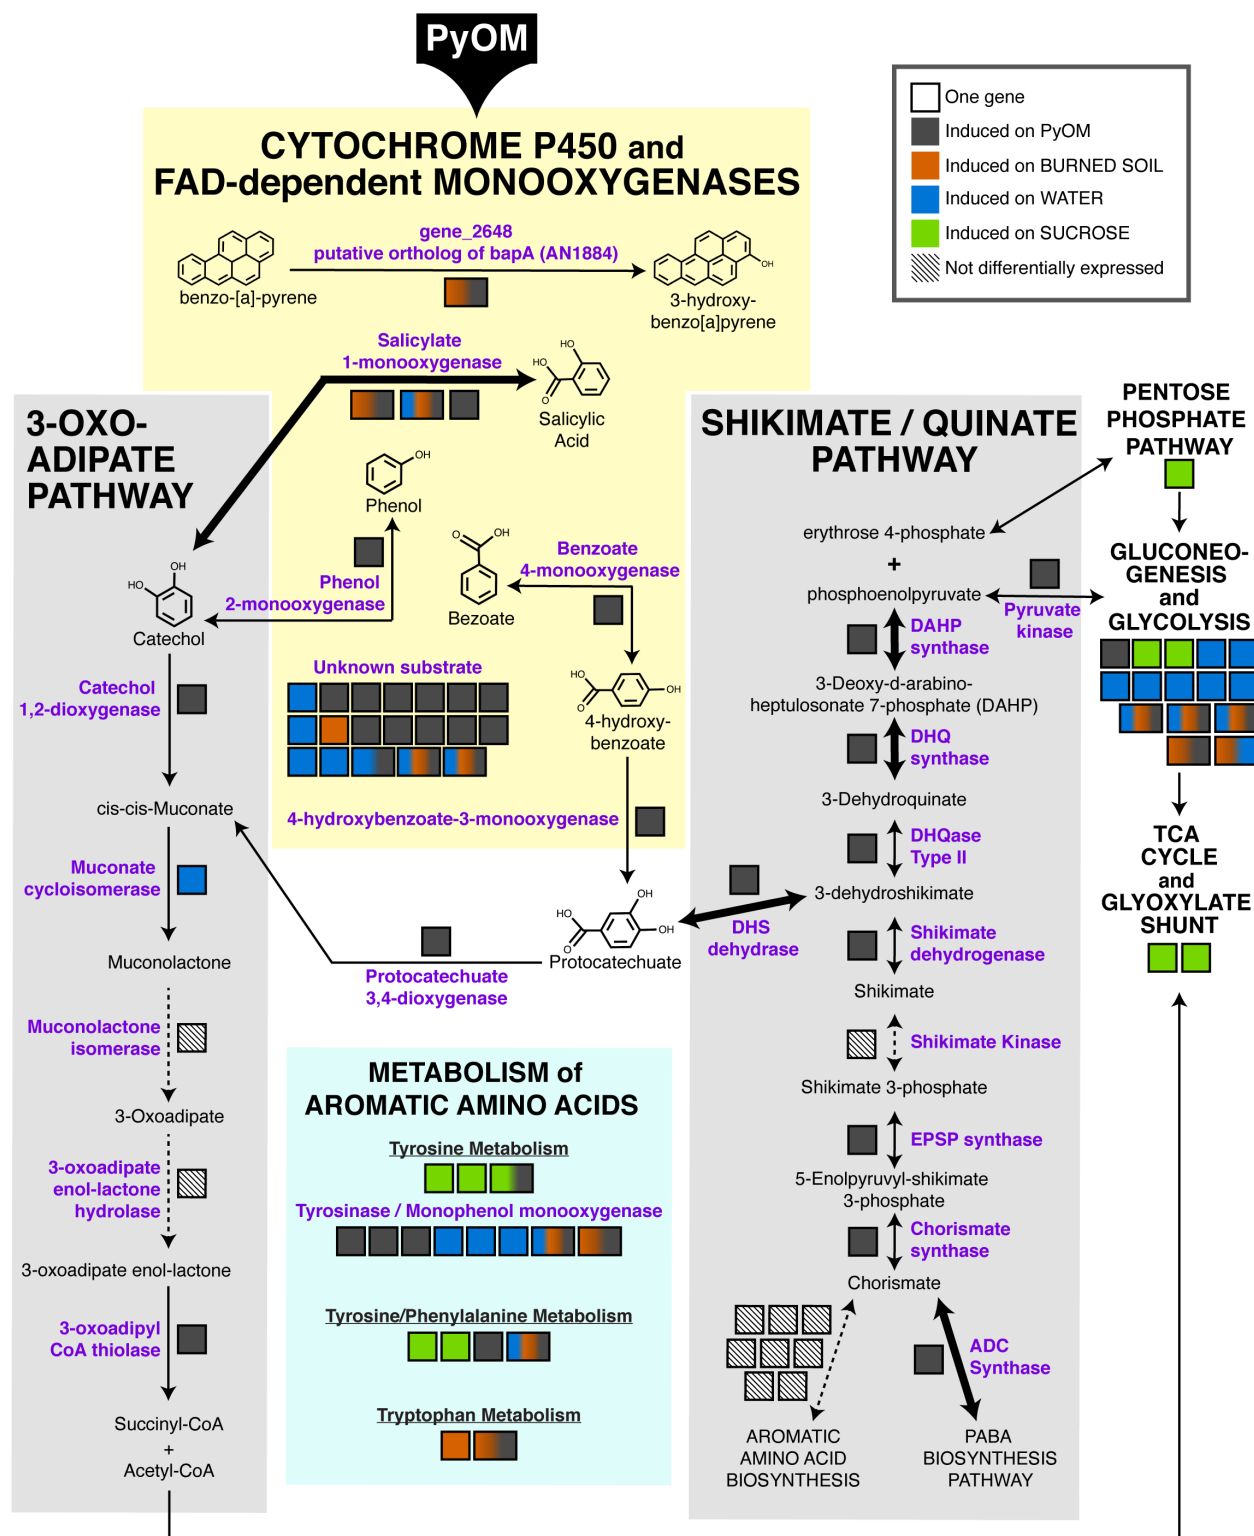 PyOM
One gene
Induced on PyOM
Induced on BURNED SOIL
Induced on WATER
Induced on SUCROSE
Not differentially expressed
CYTOCHROME P450 and
FAD-dependent MONOOXYGENASES
gene_2648
putative ortholog of bapA (AN1884)
benzo-[a]-pyrene
OH
3-hydroxy-
benzo[a]pyrene
Salicylate
1-monooxygenase
HO
HO
O
Salicylic
Acid
OH
Phenol
Phenol
2-monooxygenase
O
OH
Bezoate
Benzoate
4-monooxygenase
Unknown substrate
HO
O
OH
4-hydroxy-
benzoate
4-hydroxybenzoate-3-monooxygenase
OH
HO
OH
O
Protocatechuate
Protocatechuate
3,4-dioxygenase
DHS
dehydrase
3-OXO-
ADIPATE
PATHWAY
OH
HO
Catechol
Catechol
1,2-dioxygenase
cis-cis-Muconate
Muconate
cycloisomerase
Muconolactone
Muconolactone
isomerase
3-Oxoadipate
3-oxoadipate
enol-lactone
hydrolase
3-oxoadipate enol-lactone
3-oxoadipyl
CoA thiolase
Succinyl-CoA
+
Acetyl-CoA
METABOLISM of
AROMATIC AMINO ACIDS
Tyrosine Metabolism
Tyrosinase / Monophenol monooxygenase
Tyrosine/Phenylalanine Metabolism
Tryptophan Metabolism
SHIKIMATE / QUINATE
PATHWAY
erythrose 4-phosphate
+
phosphoenolpyruvate
Pyruvate
kinase
DAHP
synthase
3-Deoxy-d-arabino-
heptulosonate 7-phosphate (DAHP)
DHQ
synthase
3-Dehydroquinate
DHQase
Type II
3-dehydroshikimate
Shikimate
dehydrogenase
Shikimate
Shikimate Kinase
Shikimate 3-phosphate
EPSP synthase
5-Enolpyruvyl-shikimate
3-phosphate
Chorismate
synthase
Chorismate
ADC
Synthase
AROMATIC
AMINO ACID
BIOSYNTHESIS
PABA
BIOSYNTHESIS
PATHWAY
PENTOSE
PHOSPHATE
PATHWAY
GLUCONEO-
GENESIS
and
GLYCOLYSIS
TCA
CYCLE
and
GLYOXYLATE
SHUNT